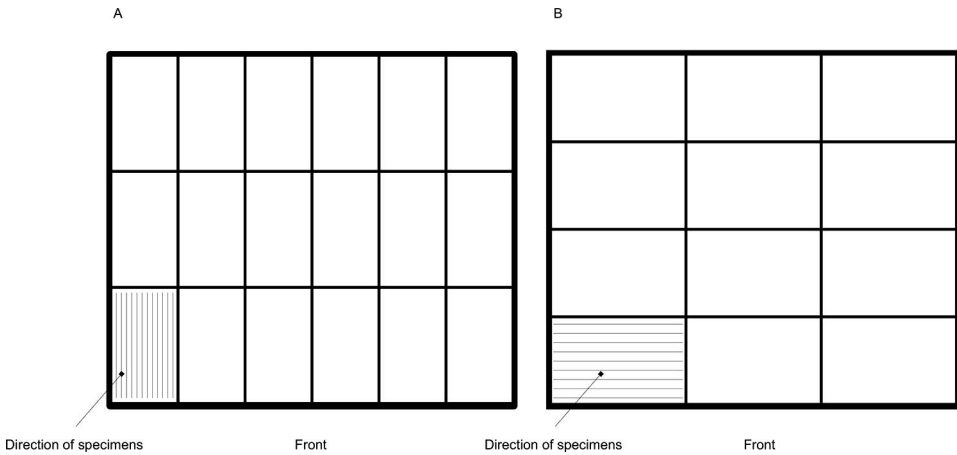 A
B
Direction of specimens
Front
Direction of specimens
Front